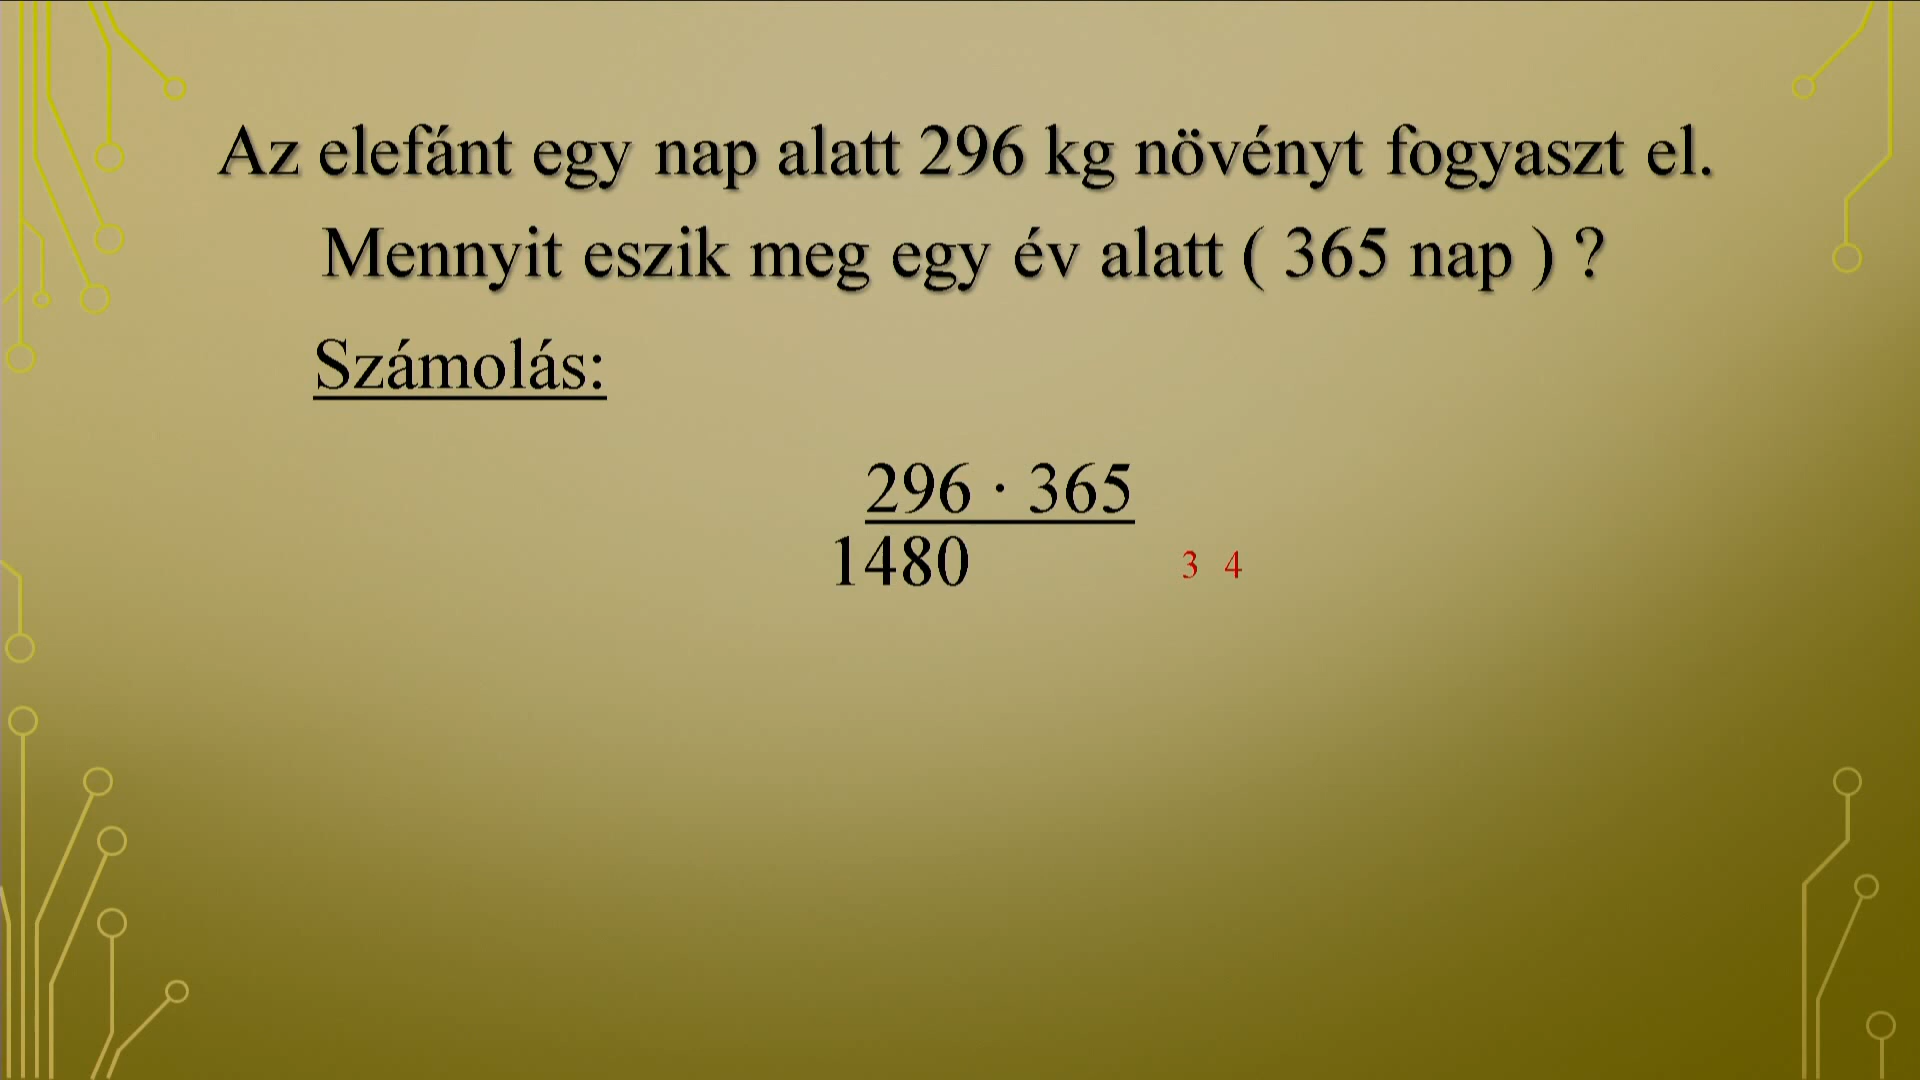 Az elefánt egy nap alatt 296 kg növényt fogyaszt el.
Mennyit eszik meg egy év alatt ( 365 nap ) ?
Számolás:
296 · 365
1480 3 4